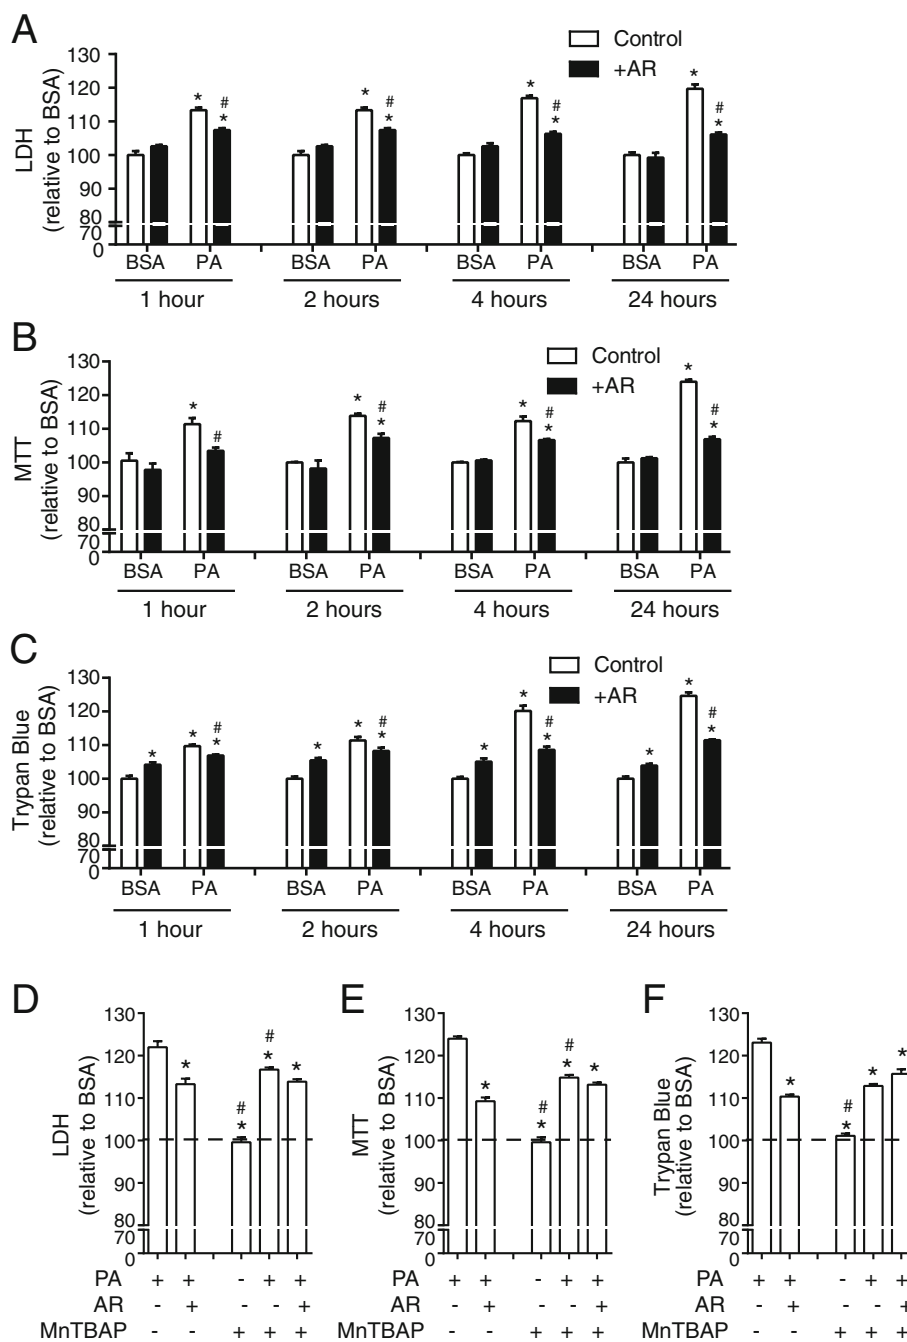 A
Control
+AR
LDH
(relative to BSA)
130
120
110
100
90
80
70
0
* # * * # * * # * * # *
BSA PA BSA PA BSA PA BSA PA
1 hour 2 hours 4 hours 24 hours
B
Control
+AR
MTT
(relative to BSA)
130
120
110
100
90
80
70
0
* # * # * * # * * # *
BSA PA BSA PA BSA PA BSA PA
1 hour 2 hours 4 hours 24 hours
C
Control
+AR
Trypan Blue
(relative to BSA)
130
120
110
100
90
80
70
0
* * # * * * # * * * # * * * # *
BSA PA BSA PA BSA PA BSA PA
1 hour 2 hours 4 hours 24 hours
D
LDH
(relative to BSA)
130
120
110
100
90
80
70
0
* # * # * *
PA + + - + +
AR - + - - +
MnTBAP - - + + +
E
MTT
(relative to BSA)
130
120
110
100
90
80
70
0
* # * # * *
+ + - + +
- + - - +
MnTBAP - - + + +
F
Trypan Blue
(relative to BSA)
130
120
110
100
90
80
70
0
* # * * *
PA + + - + +
AR - + - - +
MnTBAP - - + + +